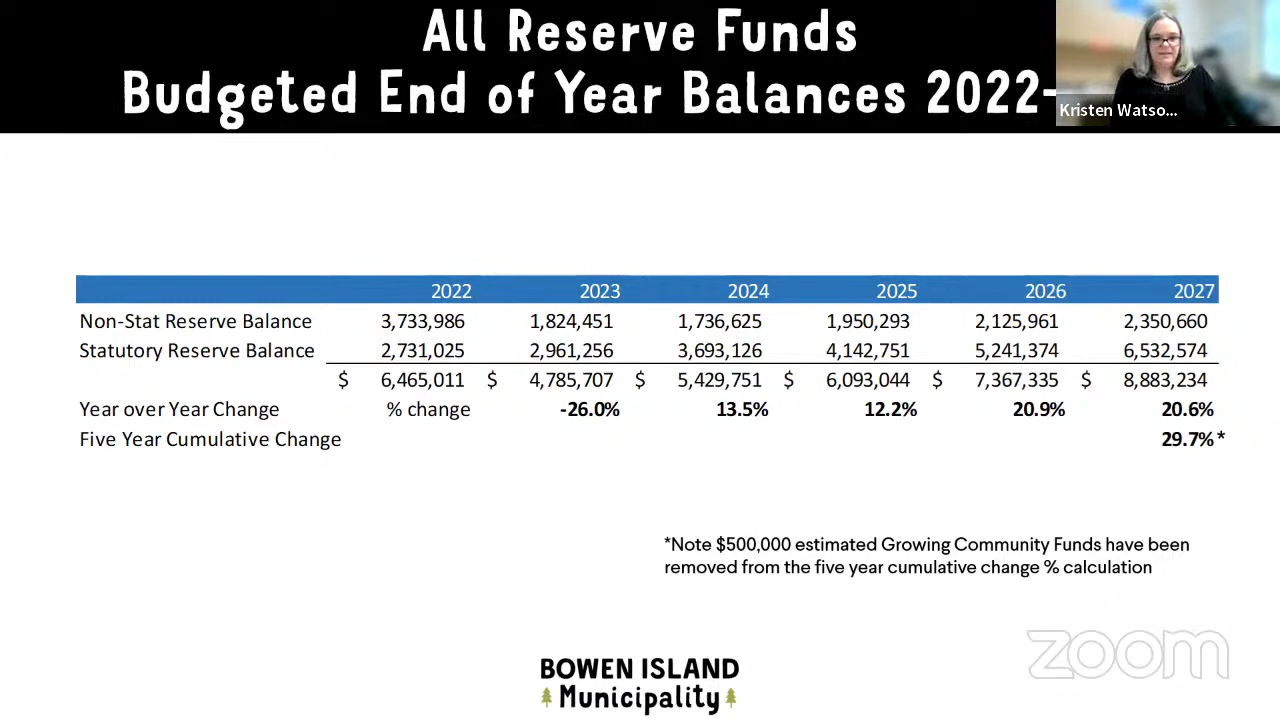 All Reserve Funds
Budgeted End of Year Balances 2022-
Kristen Watso...
2022 2023 2024 2025 2026 2027
Non-Stat Reserve Balance 3,733,986 1,824,451 1,736,625 1,950,293 2,125,961 2,350,660
Statutory Reserve Balance 2,731,025 2,961,256 3,693,126 4,142,751 5,241,374 6,532,574
$ 6,465,011 $ 4,785,707 $ 5,429,751 $ 6,093,044 $ 7,367,335 $ 8,883,234
Year over Year Change % change -26.0% 13.5% 12.2% 20.9% 20.6%
Five Year Cumulative Change 29.7% *
*Note $500,000 estimated Growing Community Funds have been
removed from the five year cumulative change % calculation
zoom
BOWEN ISLAND
Municipality